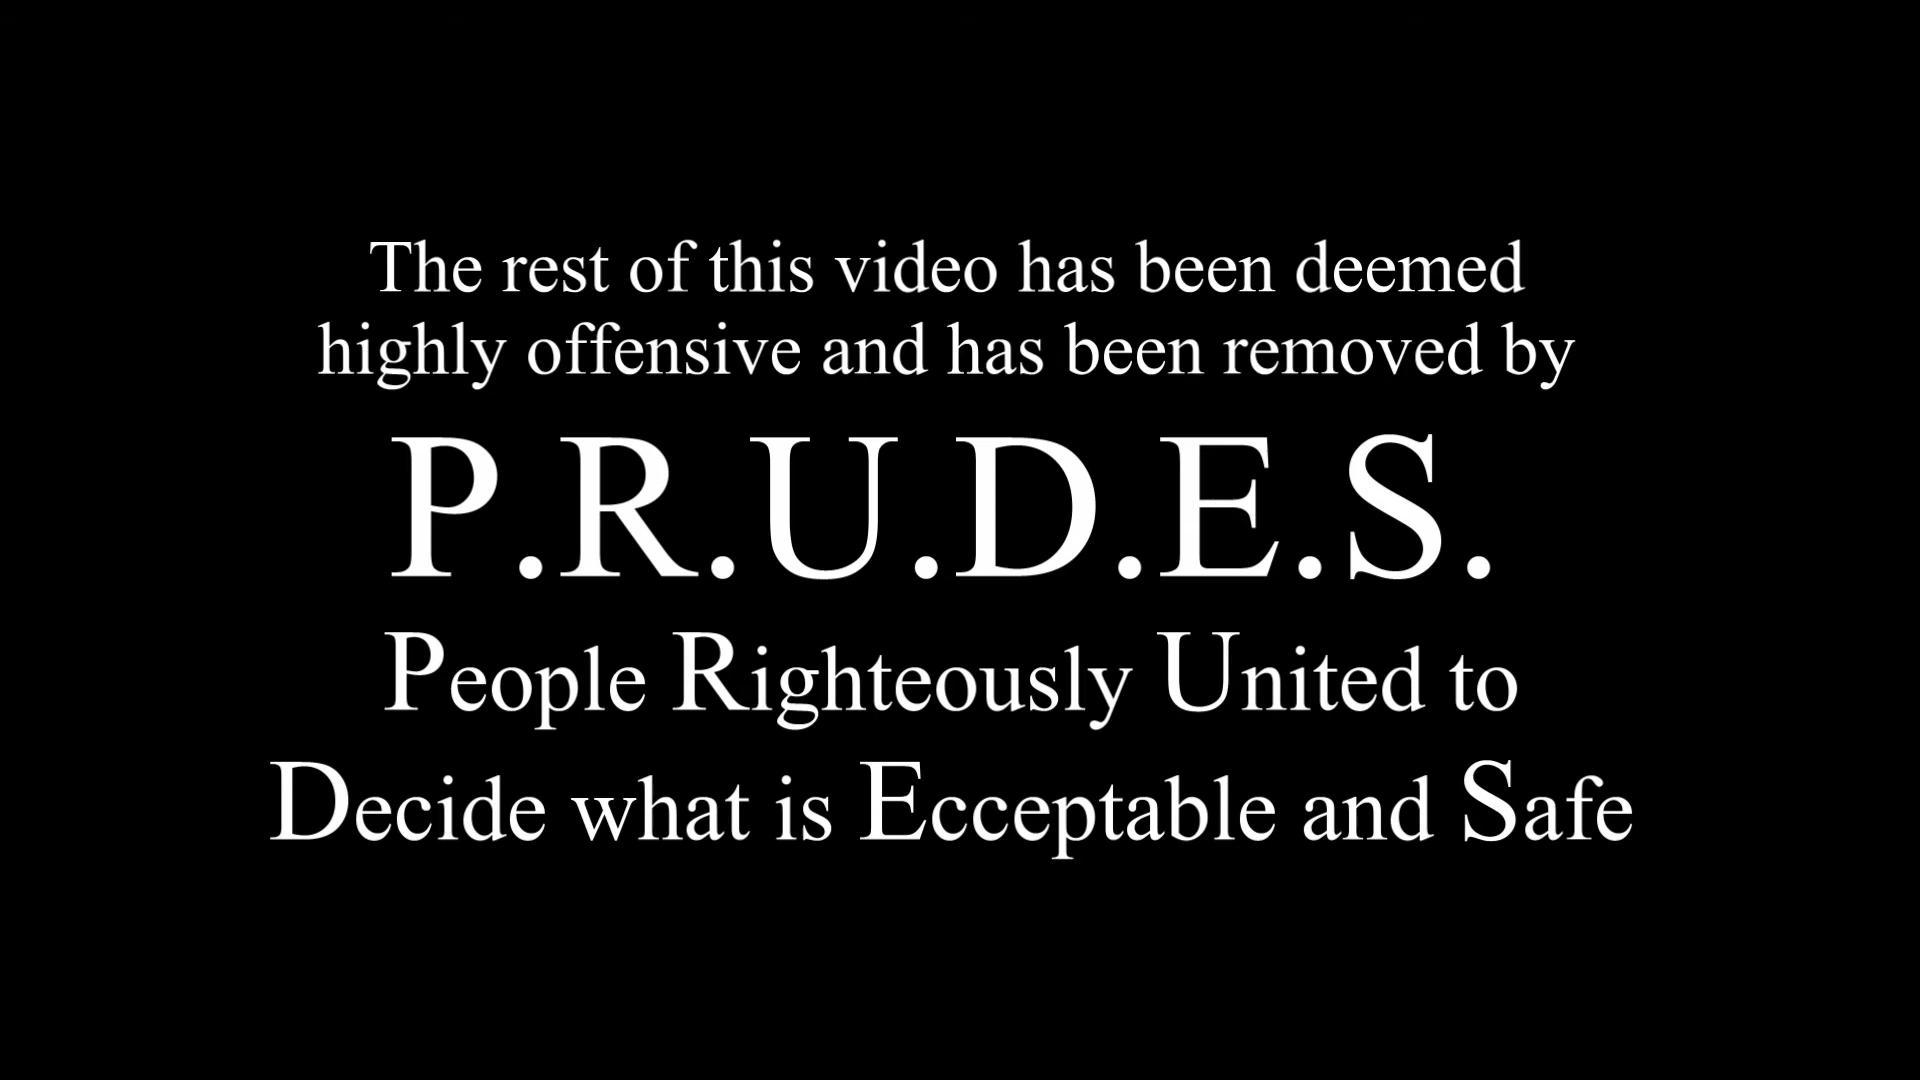 The rest of this video has been deemed
highly offensive and has been removed by
P.R.U.D.E.S.
People Righteously United to
Decide what is Ecceptable and Safe